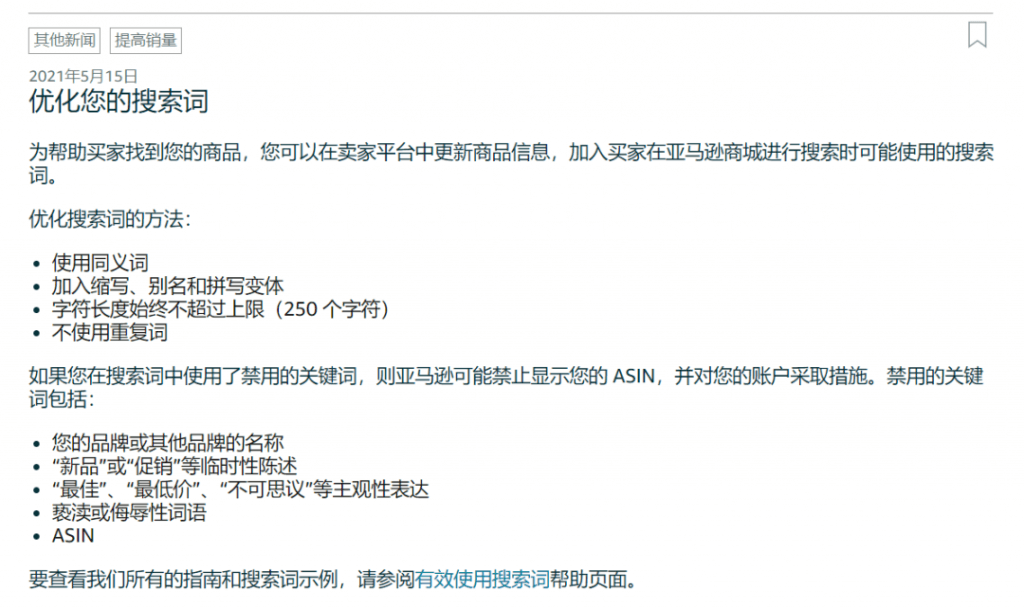 其他新闻 提高销量
2021年5月15日
优化您的搜索词
为帮助买家找到您的商品，您可以在卖家平台中更新商品信息，加入买家在亚马逊商城进行搜索时可能使用的搜索
词。
优化搜索词的方法：
• 使用同义词
• 加入缩写、别名和拼写变体
• 字符长度始终不超过上限（250 个字符）
• 不使用重复词
如果您在搜索词中使用了禁用的关键词，则亚马逊可能禁止显示您的 ASIN，并对您的账户采取措施。禁用的关键
词包括：
• 您的品牌或其他品牌的名称
• “新品”或“促销”等临时性陈述
• “最佳”、“最低价”、“不可思议”等主观性表达
• 亵渎或侮辱性词语
• ASIN
要查看我们所有的指南和搜索词示例，请参阅有效使用搜索词帮助页面。